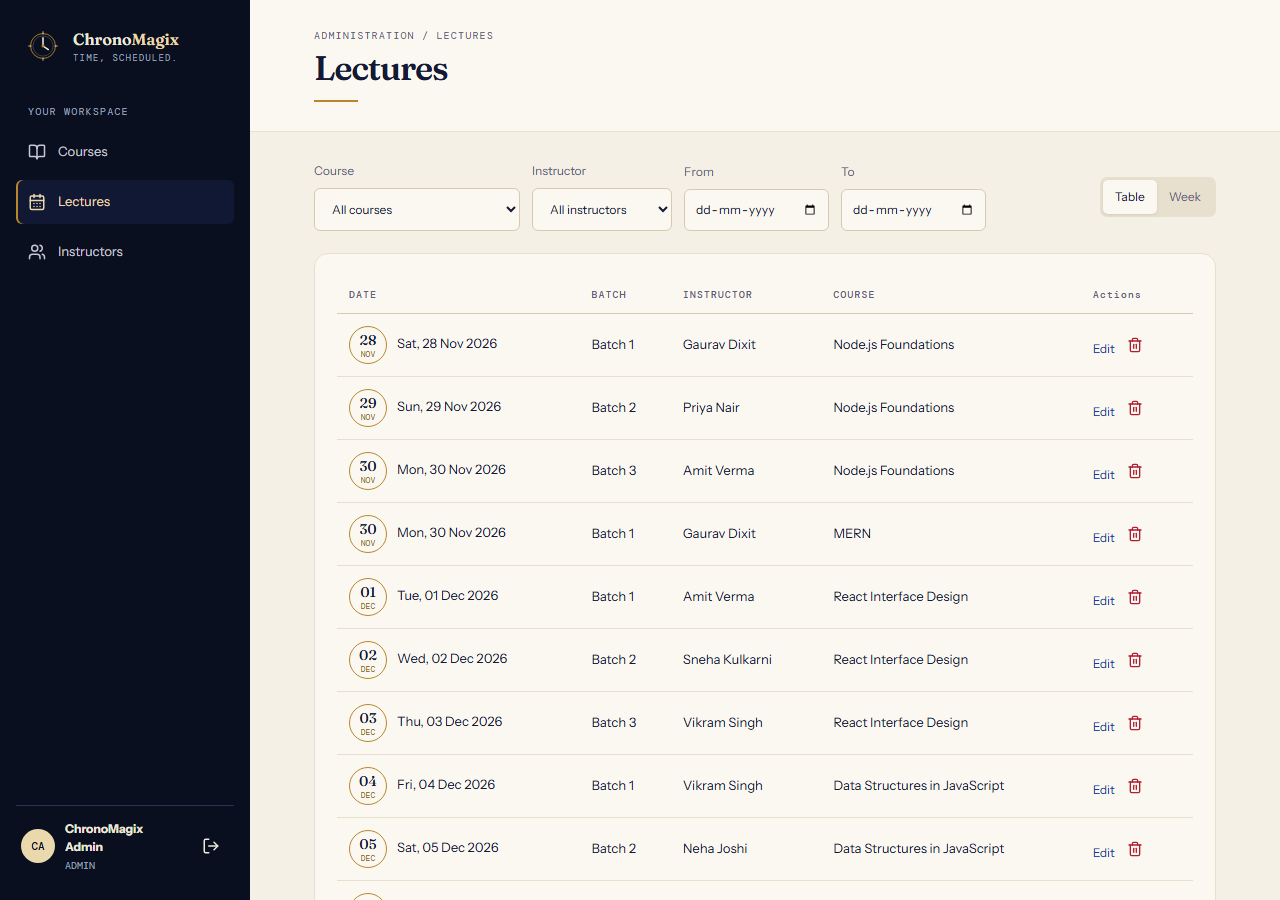 ChronoMagix
TIME, SCHEDULED.
YOUR WORKSPACE
Courses
Lectures
Instructors
CA
ChronoMagix
Admin
ADMIN
ADMINISTRATION / LECTURES
Lectures
Course Instructor From To
All courses All instructors dd-mm-yyyy dd-mm-yyyy Table Week
DATE BATCH INSTRUCTOR COURSE Actions
28 NOV Sat, 28 Nov 2026 Batch 1 Gaurav Dixit Node.js Foundations Edit
29 NOV Sun, 29 Nov 2026 Batch 2 Priya Nair Node.js Foundations Edit
30 NOV Mon, 30 Nov 2026 Batch 3 Amit Verma Node.js Foundations Edit
30 NOV Mon, 30 Nov 2026 Batch 1 Gaurav Dixit MERN Edit
01 DEC Tue, 01 Dec 2026 Batch 1 Amit Verma React Interface Design Edit
02 DEC Wed, 02 Dec 2026 Batch 2 Sneha Kulkarni React Interface Design Edit
03 DEC Thu, 03 Dec 2026 Batch 3 Vikram Singh React Interface Design Edit
04 DEC Fri, 04 Dec 2026 Batch 1 Vikram Singh Data Structures in JavaScript Edit
05 DEC Sat, 05 Dec 2026 Batch 2 Neha Joshi Data Structures in JavaScript Edit